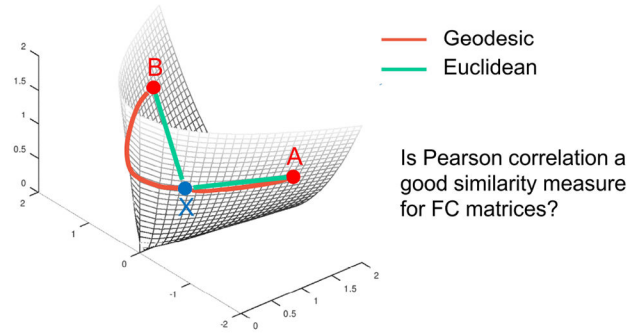 Geodesic
Euclidean
B
A
X
Is Pearson correlation a
good similarity measure
for FC matrices?
2
1.5
1
0.5
0
2
1
0
-1
-2
0
0.5
1
1.5
2